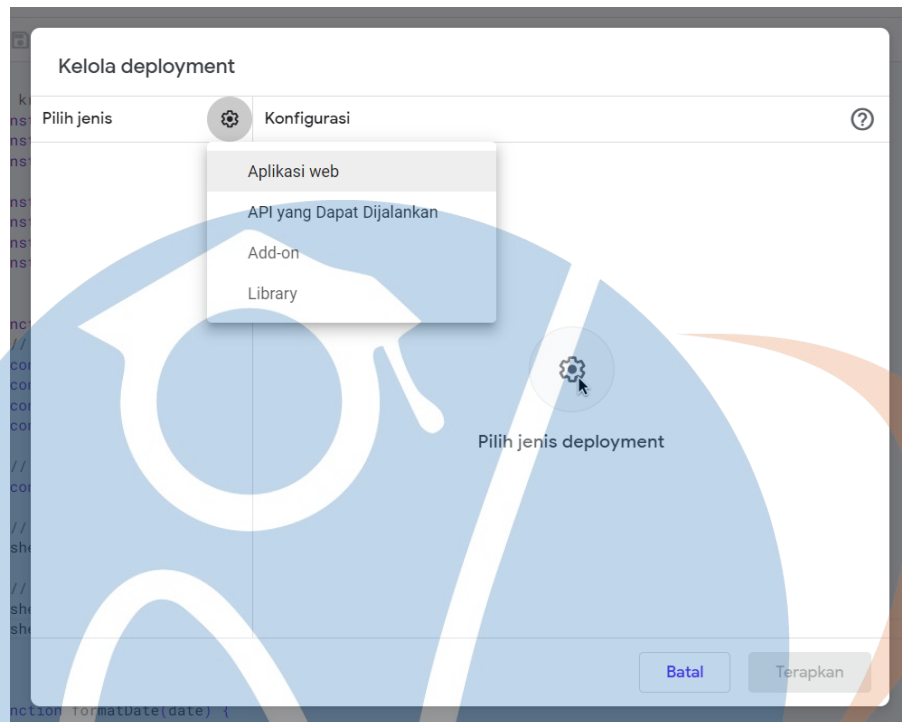 Kelola deployment
Pilih jenis
Konfigurasi
Aplikasi web
API yang Dapat Dijalankan
Add-on
Library
Pilih jenis deployment
Batal
Terapkan
nction formatDate(date) {